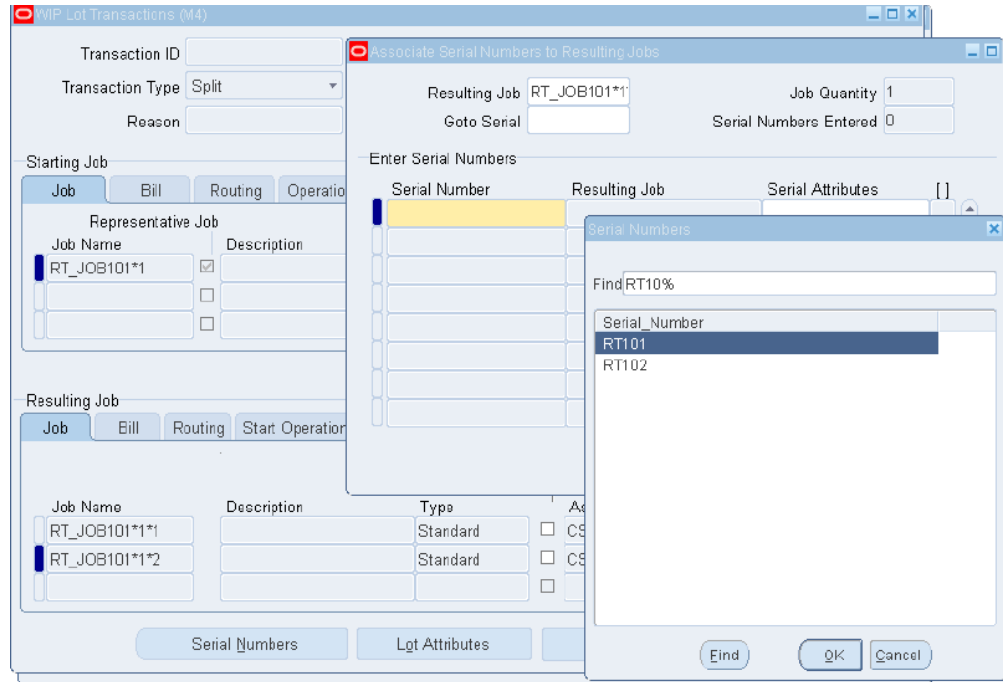 WIP Lot Transactions (M4)
Transaction ID
Transaction Type Split
Reason
Starting Job
Job Bill Routing Operatio
Representative Job
Job Name Description
RT_JOB101*1
Resulting Job
Job Bill Routing Start Operation
Job Name Description Type
RT_JOB101*1*1 Standard CS
RT_JOB101*1*2 Standard CS
Serial Numbers Lot Attributes
Associate Serial Numbers to Resulting Jobs
Resulting Job RT_JOB101*1 Job Quantity 1
Goto Serial Serial Numbers Entered 0
Enter Serial Numbers
Serial Number Resulting Job Serial Attributes [ ]
Serial Numbers
Find RT10%
Serial_Number
RT101
RT102
Find OK Cancel